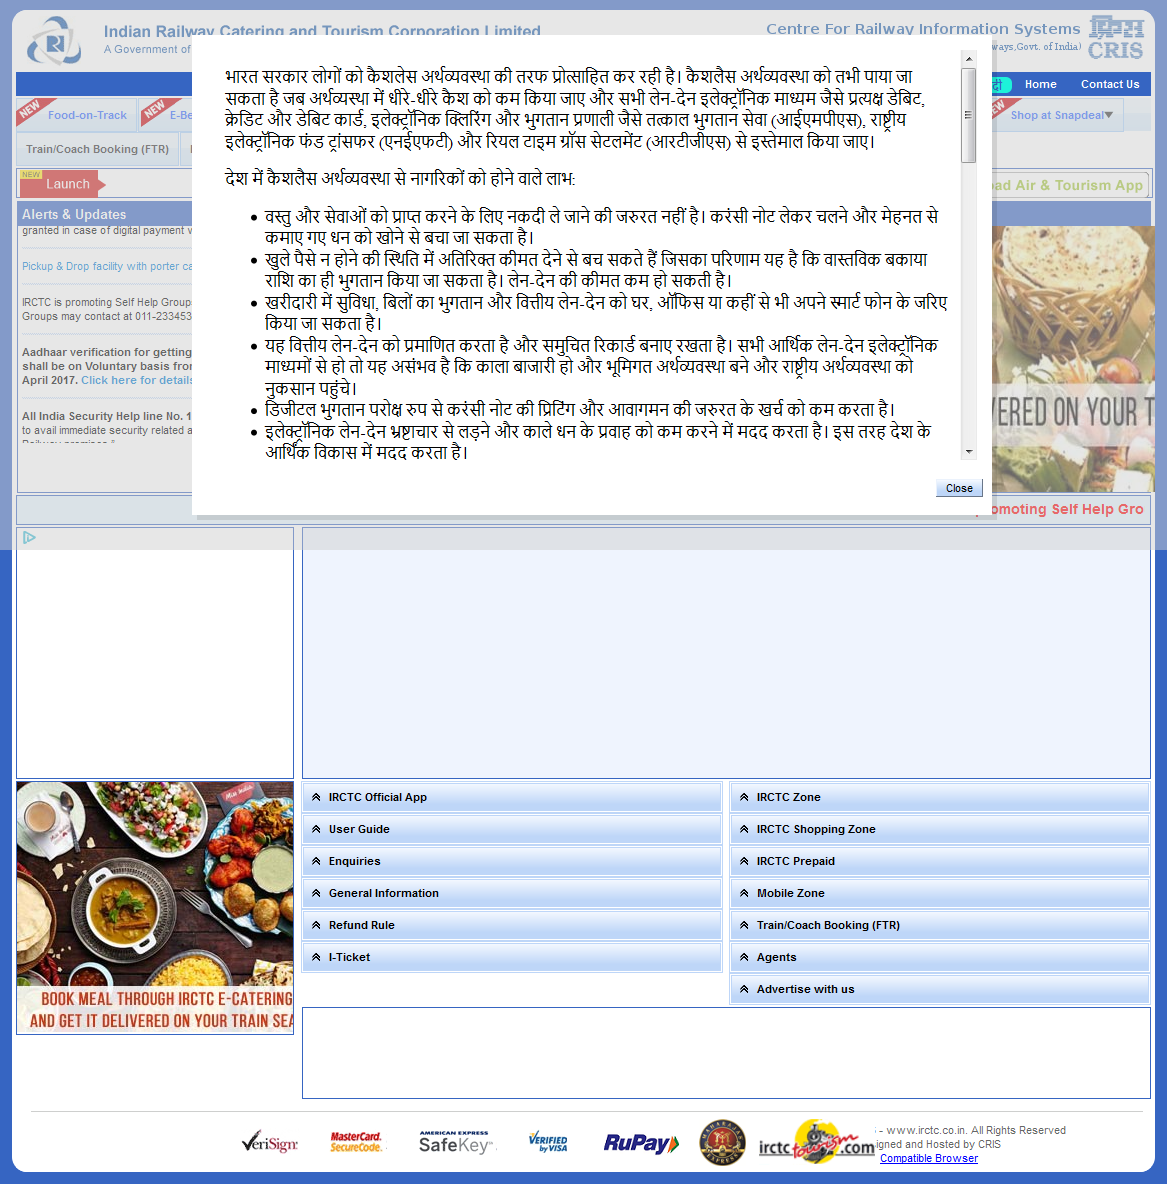 Indian Railway Catering and Tourism Corporation Limited
A Government of
Centre For Railway Information Systems
ways,Govt. of India)
CRIS
Home Contact Us
NEW Food-on-Track NEW NEW Shop at Snapdeal
Train/Coach Booking (FTR)
NEW Launch
Air & Tourism App
Alerts & Updates
granted in case of digital payment
Pickup & Drop facility with porter
IRCTC is promoting Self Help
Groups may contact at 011-233453
Aadhaar verification for getting
shall be on Voluntary basis from
April 2017. Click here for details
All India Security Help line No. 1
to avail immediate security related
भारत सरकार लोगों को कैशलेस अर्थव्यवस्था की तरफ प्रोत्साहित कर रही है। कैशलैस अर्थव्यवस्था को तभी पाया जा
सकता है जब अर्थव्यस्था में धीरे-धीरे कैश को कम किया जाए और सभी लेन-देन इलेक्ट्रॉनिक माध्यम जैसे प्रत्यक्ष डेबिट,
क्रेडिट और डेबिट कार्ड, इलेक्ट्रॉनिक क्लिरिंग और भुगतान प्रणाली जैसे तत्काल भुगतान सेवा (आईएमपीएस), राष्ट्रीय
इलेक्ट्रॉनिक फंड ट्रांसफर (एनईएफटी) और रियल टाइम ग्रॉस सेटलमेंट (आरटीजीएस) से इस्तेमाल किया जाए।
देश में कैशलैस अर्थव्यवस्था से नागरिकों को होने वाले लाभ:
• वस्तु और सेवाओं को प्राप्त करने के लिए नकदी ले जाने की जरुरत नहीं है। करंसी नोट लेकर चलने और मेहनत से
कमाए गए धन को खोने से बचा जा सकता है।
• खुले पैसे न होने की स्थिति में अतिरिक्त कीमत देने से बच सकते हैं जिसका परिणाम यह है कि वास्तविक बकाया
राशि का ही भुगतान किया जा सकता है। लेन-देन की कीमत कम हो सकती है।
• खरीदारी में सुविधा, बिलों का भुगतान और वित्तीय लेन-देन को घर, ऑफिस या कहीं से भी अपने स्मार्ट फोन के जरिए
किया जा सकता है।
• यह वित्तीय लेन-देन को प्रमाणित करता है और समुचित रिकार्ड बनाए रखता है। सभी आर्थिक लेन-देन इलेक्ट्रॉनिक
माध्यमों से हो तो यह असंभव है कि काला बाजारी हो और भूमिगत अर्थव्यवस्था बने और राष्ट्रीय अर्थव्यवस्था को
नुकसान पहुंचे।
• डिजीटल भुगतान परोक्ष रुप से करंसी नोट की प्रिटिंग और आवागमन की जरुरत के खर्च को कम करता है।
• इलेक्ट्रॉनिक लेन-देन भ्रष्टाचार से लड़ने और काले धन के प्रवाह को कम करने में मदद करता है। इस तरह देश के
आर्थिक विकास में मदद करता है।
Close
VERED ON YOUR T
omoting Self Help Gro
IRCTC Official App
User Guide
Enquiries
General Information
Refund Rule
I-Ticket
IRCTC Zone
IRCTC Shopping Zone
IRCTC Prepaid
Mobile Zone
Train/Coach Booking (FTR)
Agents
Advertise with us
BOOK MEAL THROUGH IRCTC E-CATERING
AND GET IT DELIVERED ON YOUR TRAIN SEA
VeriSign
MasterCard.
SecureCode.
AMERICAN EXPRESS
SafeKey
VERIFIED
by VISA
RuPay
MAHARAJAS EXPRESS
irctc tourism .com
- www.irctc.co.in. All Rights Reserved
igned and Hosted by CRIS
Compatible Browser